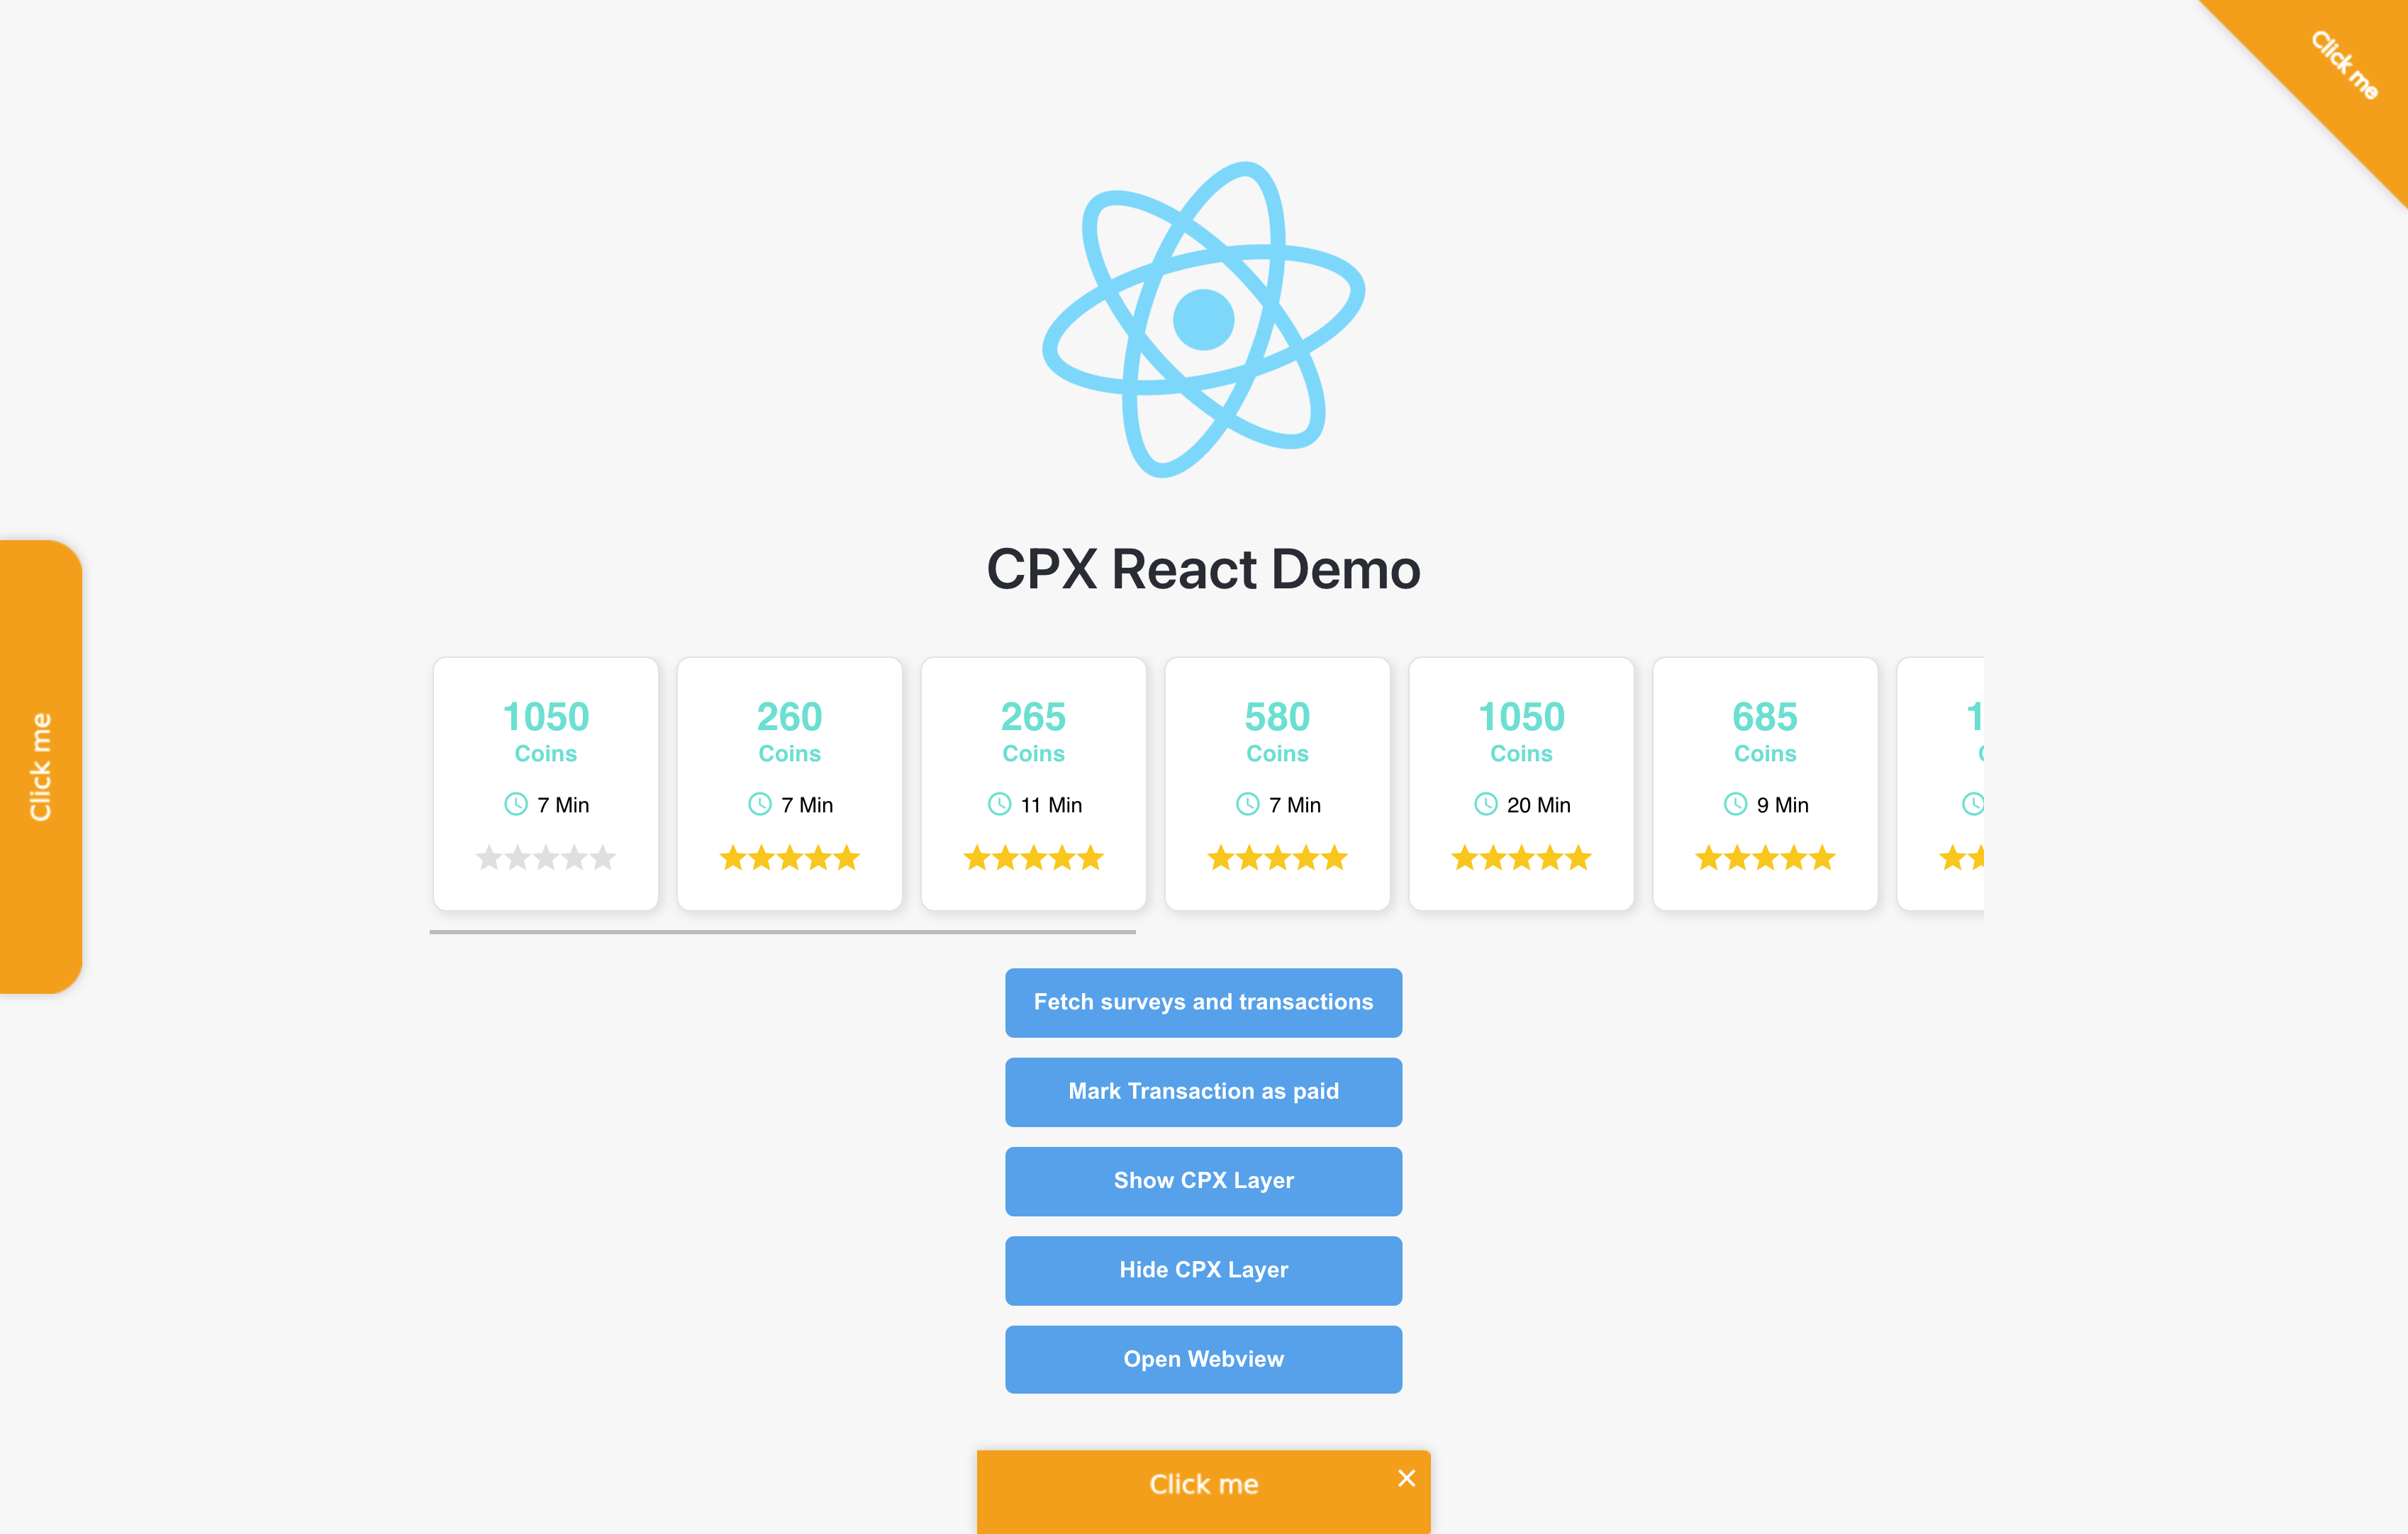 Click me
CPX React Demo
1050
Coins
7 Min
260
Coins
7 Min
265
Coins
11 Min
580
Coins
7 Min
1050
Coins
20 Min
685
Coins
9 Min
1
Click me
Fetch surveys and transactions
Mark Transaction as paid
Show CPX Layer
Hide CPX Layer
Open Webview
Click me